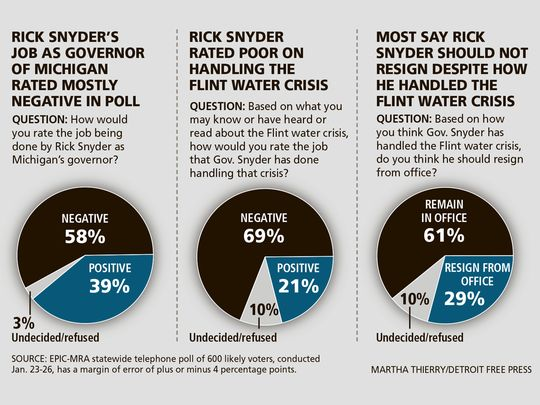 RICK SNYDER'S
JOB AS GOVERNOR
OF MICHIGAN
RATED MOSTLY
NEGATIVE IN POLL
QUESTION: How would
you rate the job being
done by Rick Snyder as
Michigan's governor?
NEGATIVE
58%
POSITIVE
39%
3%
Undecided/refused
RICK SNYDER
RATED POOR ON
HANDLING THE
FLINT WATER CRISIS
QUESTION: Based on what you
may know or have heard or
read about the Flint water crisis,
how would you rate the job
that Gov. Snyder has done
handling that crisis?
NEGATIVE
69%
POSITIVE
21%
10%
Undecided/refused
MOST SAY RICK
SNYDER SHOULD NOT
RESIGN DESPITE HOW
HE HANDLED THE
FLINT WATER CRISIS
QUESTION: Based on how
you think Gov. Snyder has
handled the Flint water crisis,
do you think he should resign
from office?
REMAIN
IN OFFICE
61%
RESIGN FROM
OFFICE
29%
10%
Undecided/refused
SOURCE: EPIC-MRA statewide telephone poll of 600 likely voters, conducted
Jan. 23-26, has a margin of error of plus or minus 4 percentage points.
MARTHA THIERRY/DETROIT FREE PRESS